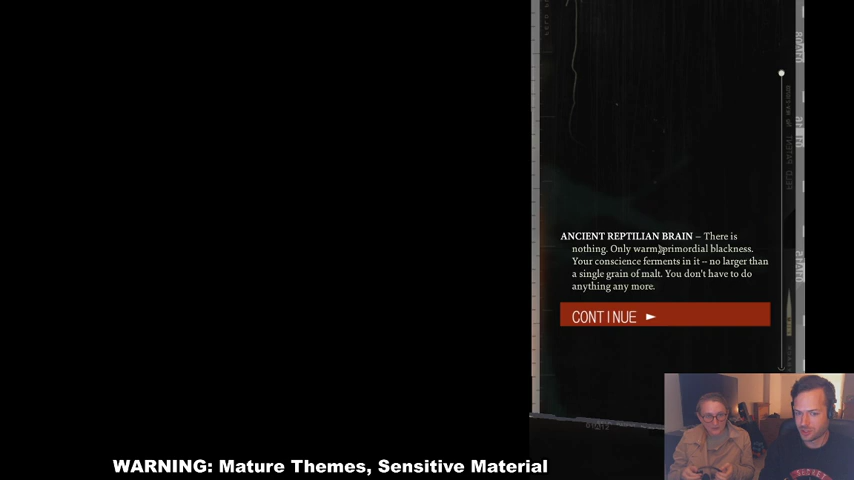 ANCIENT REPTILIAN BRAIN – There is
nothing. Only warm, primordial blackness.
Your conscience ferments in it – no larger than
a single grain of malt. You don't have to do
anything any more.
CONTINUE
WARNING: Mature Themes, Sensitive Material